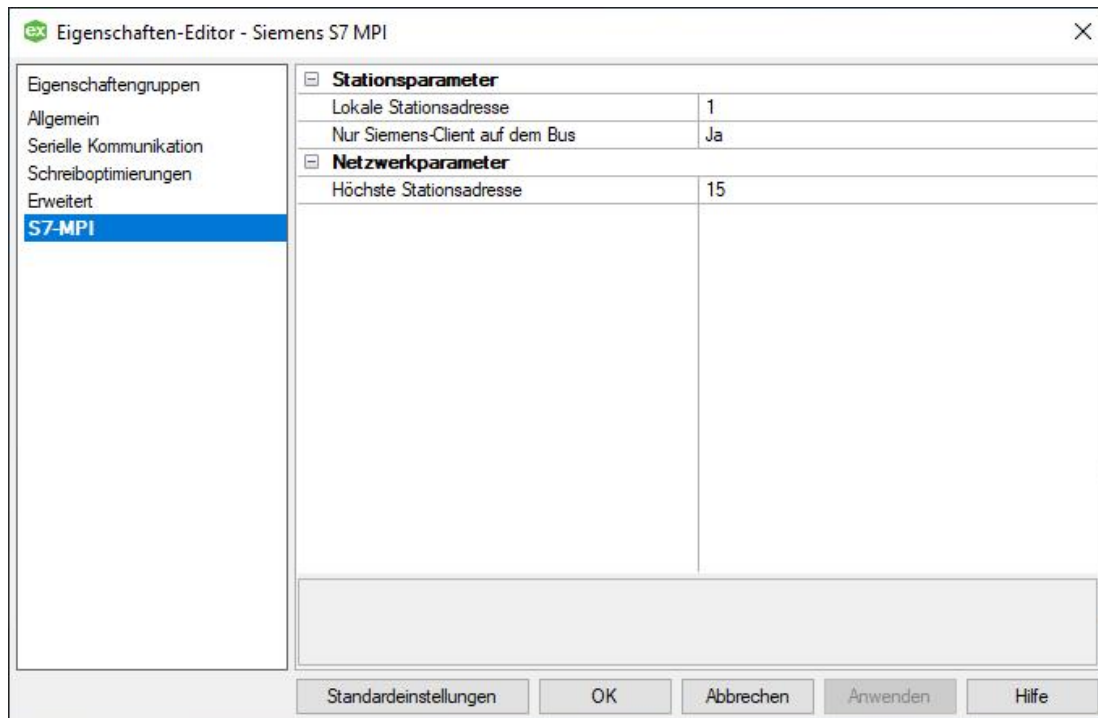 ex Eigenschaften-Editor - Siemens S7 MPI
Eigenschaftengruppen
Allgemein
Serielle Kommunikation
Schreiboptimierungen
Erweitert
S7-MPI
Stationsparameter
Lokale Stationsadresse 1
Nur Siemens-Client auf dem Bus Ja
Netzwerkparameter
Höchste Stationsadresse 15
Standardeinstellungen OK Abbrechen Anwenden Hilfe